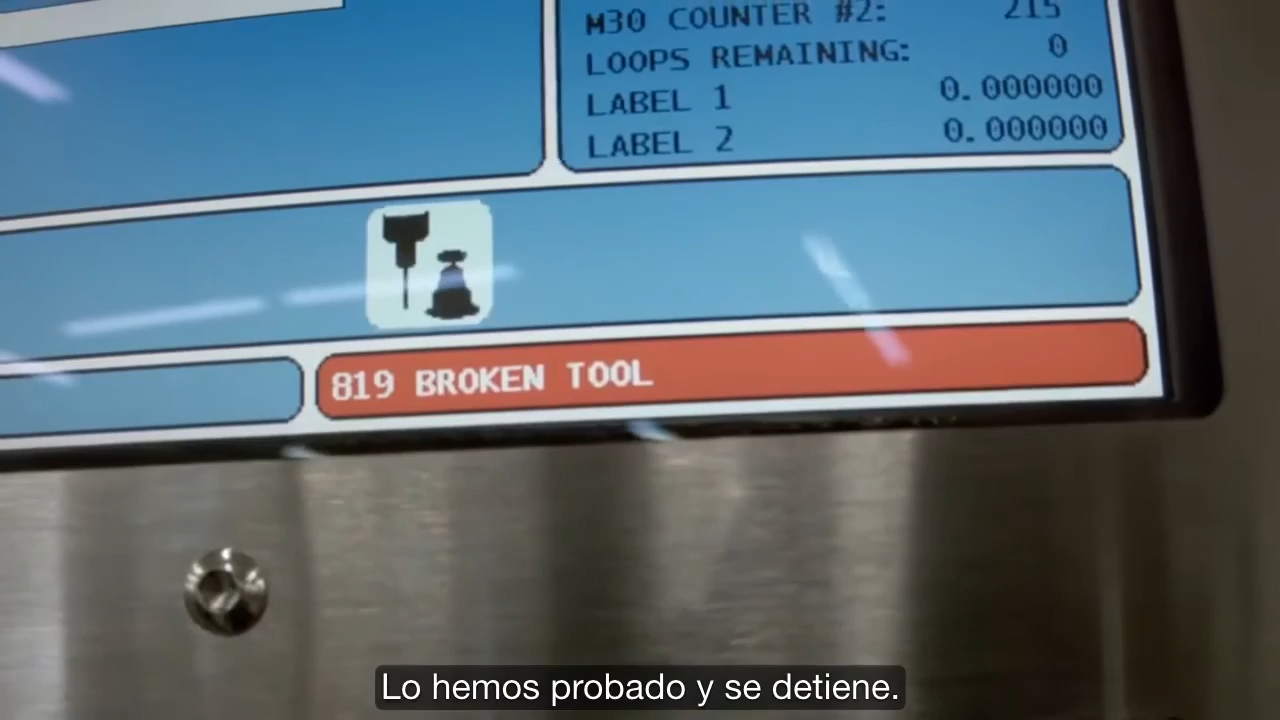 M30 COUNTER #2: 215
LOOPS REMAINING: 0
LABEL 1 0.000000
LABEL 2 0.000000
819 BROKEN TOOL
Lo hemos probado y se detiene.